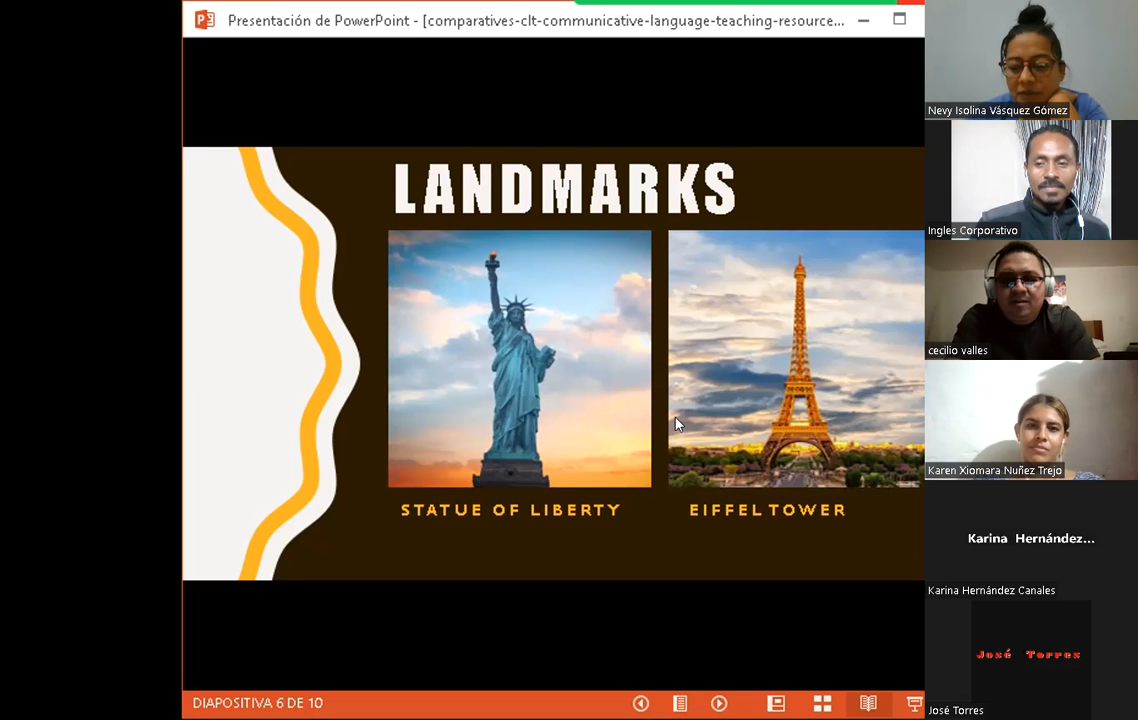 Presentación de PowerPoint - [comparatives-clt-communicative-language-teaching-resource...
LANDMARKS
STATUE OF LIBERTY
EIFFEL TOWER
DIAPOSITIVA 6 DE 10
Nevy Isolina Vásquez Gómez
Ingles Corporativo
cecilio valles
Karen Xiomara Nuñez Trejo
Karina Hernández...
Karina Hernández Canales
José Torres
José Torres